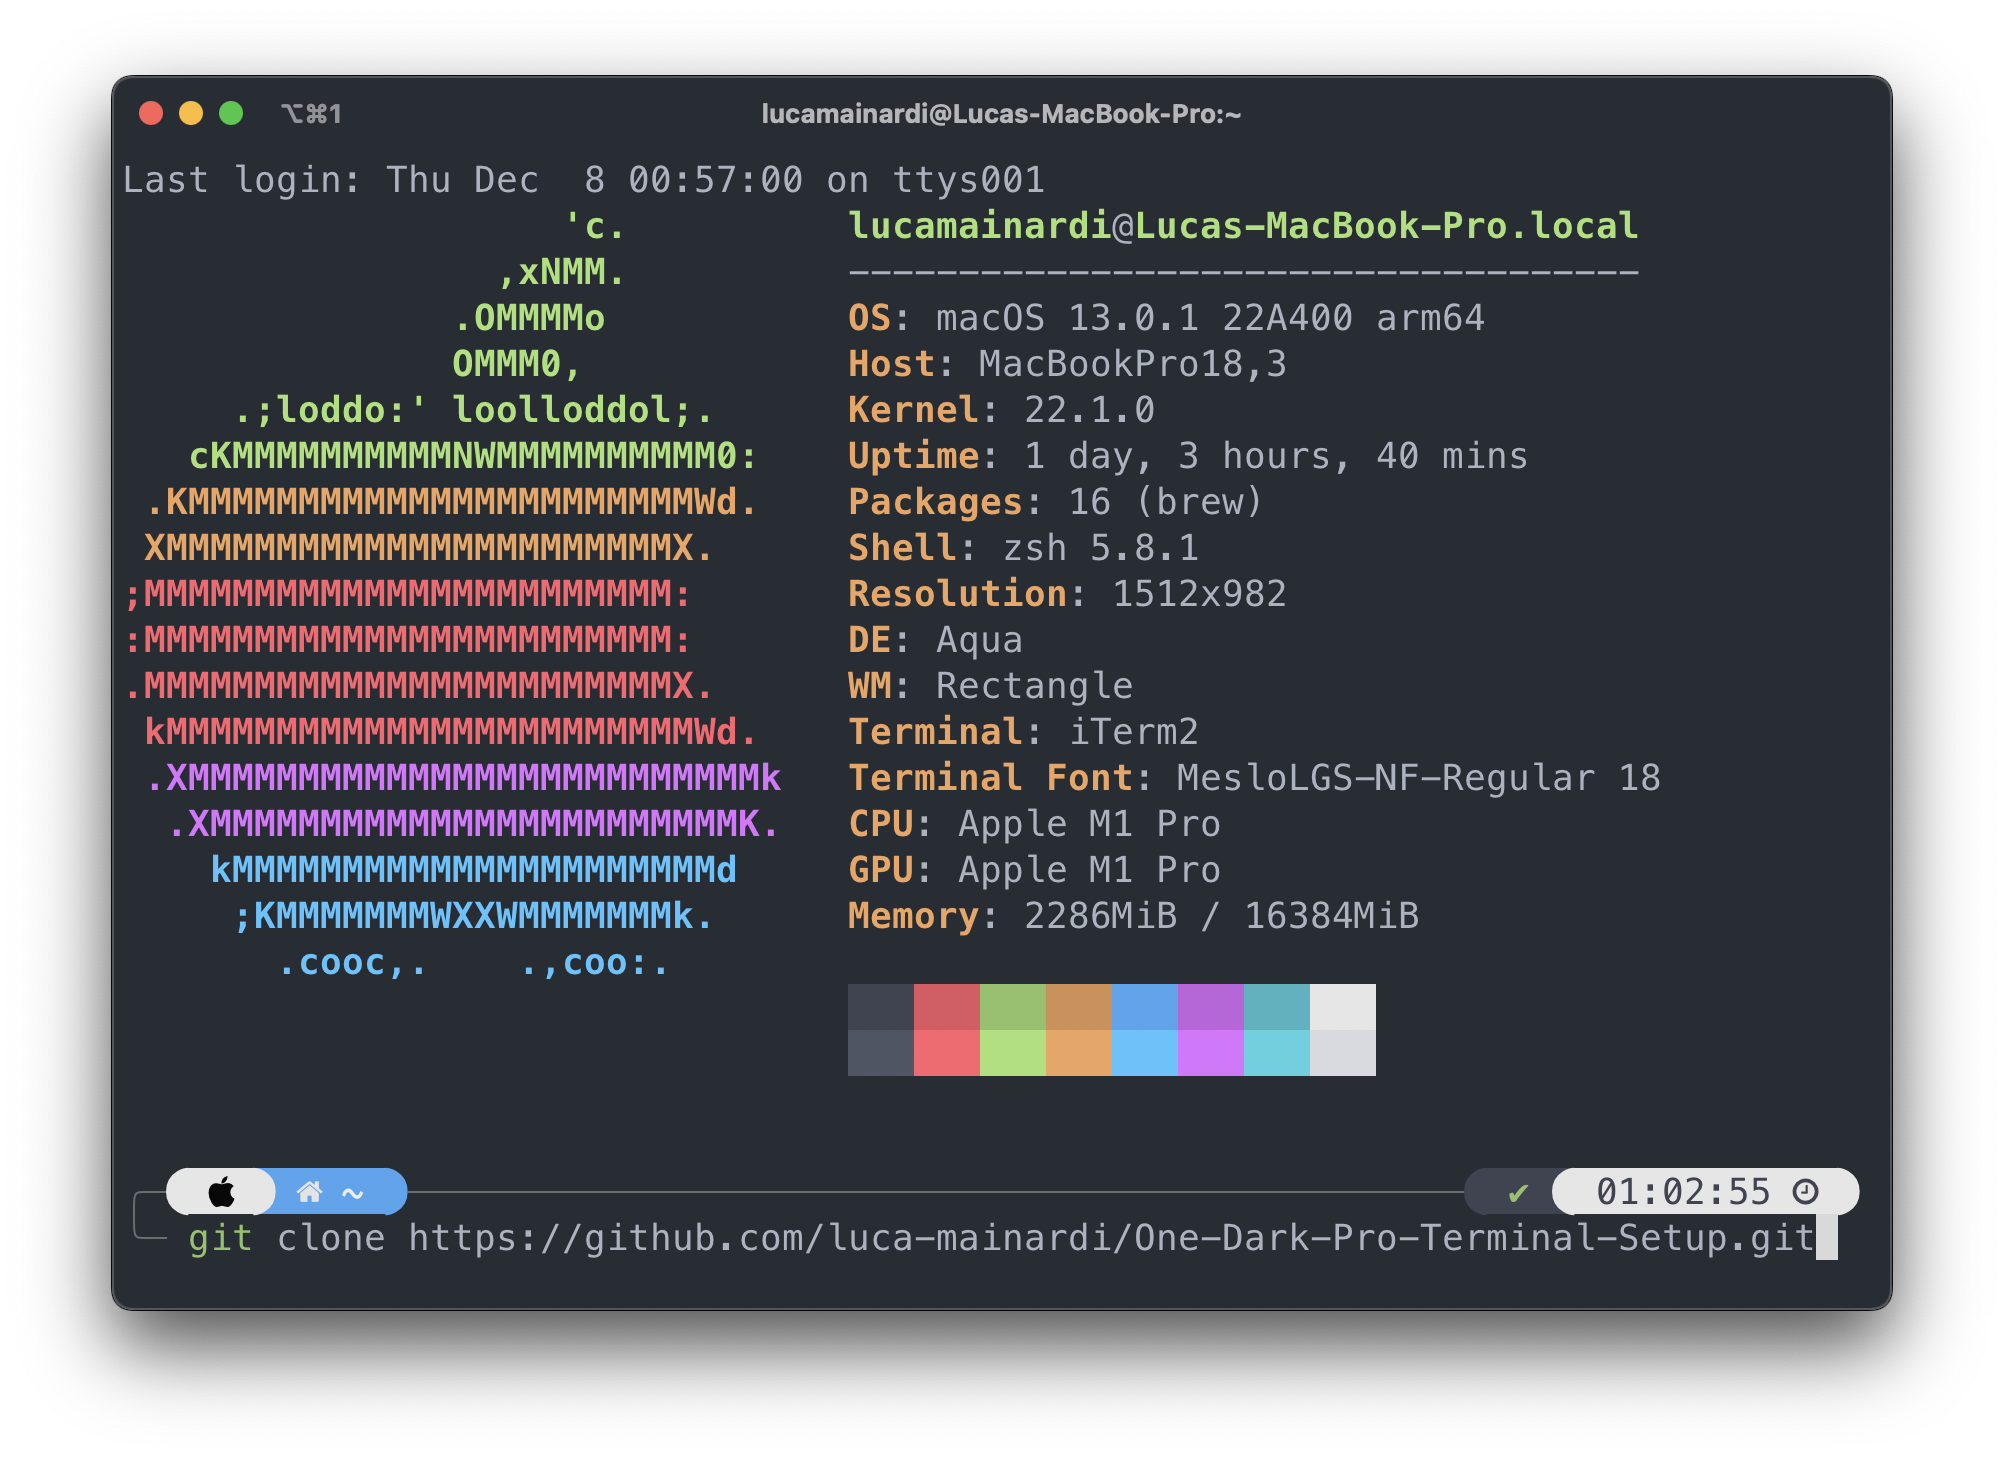 ⌥⌘1 lucamainardi@Lucas-MacBook-Pro:~
Last login: Thu Dec  8 00:57:00 on ttys001
                    'c.          lucamainardi@Lucas-MacBook-Pro.local
                 ,xNMM.          ------------------------------------
               .OMMMMo           OS: macOS 13.0.1 22A400 arm64
               OMMM0,            Host: MacBookPro18,3
     .;loddo:' loolloddol;.      Kernel: 22.1.0
   cKMMMMMMMMMMNWMMMMMMMMMM0:    Uptime: 1 day, 3 hours, 40 mins
 .KMMMMMMMMMMMMMMMMMMMMMMMWd.    Packages: 16 (brew)
 XMMMMMMMMMMMMMMMMMMMMMMMX.      Shell: zsh 5.8.1
;MMMMMMMMMMMMMMMMMMMMMMMM:       Resolution: 1512x982
:MMMMMMMMMMMMMMMMMMMMMMMM:       DE: Aqua
.MMMMMMMMMMMMMMMMMMMMMMMMX.      WM: Rectangle
 kMMMMMMMMMMMMMMMMMMMMMMMMWd.    Terminal: iTerm2
 .XMMMMMMMMMMMMMMMMMMMMMMMMMMk   Terminal Font: MesloLGS-NF-Regular 18
  .XMMMMMMMMMMMMMMMMMMMMMMMMK.   CPU: Apple M1 Pro
    kMMMMMMMMMMMMMMMMMMMMMMd     GPU: Apple M1 Pro
     ;KMMMMMMMWXXWMMMMMMMk.      Memory: 2286MiB / 16384MiB
       .cooc,.    .,coo:.
~ ✔ 01:02:55
git clone https://github.com/luca-mainardi/One-Dark-Pro-Terminal-Setup.git